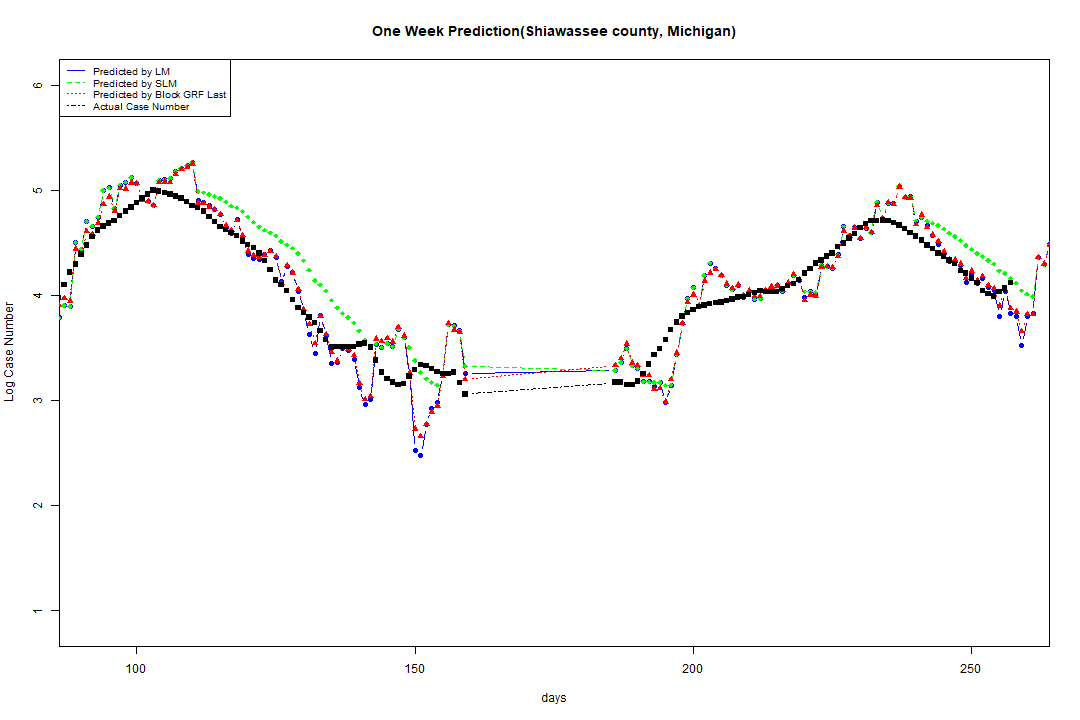 One Week Prediction(Shiawassee county, Michigan)
Predicted by LM
Predicted by SLM
Predicted by Block GRF Last
Actual Case Number
6
5
4
3
2
1
Log Case Number
100
150
200
250
days